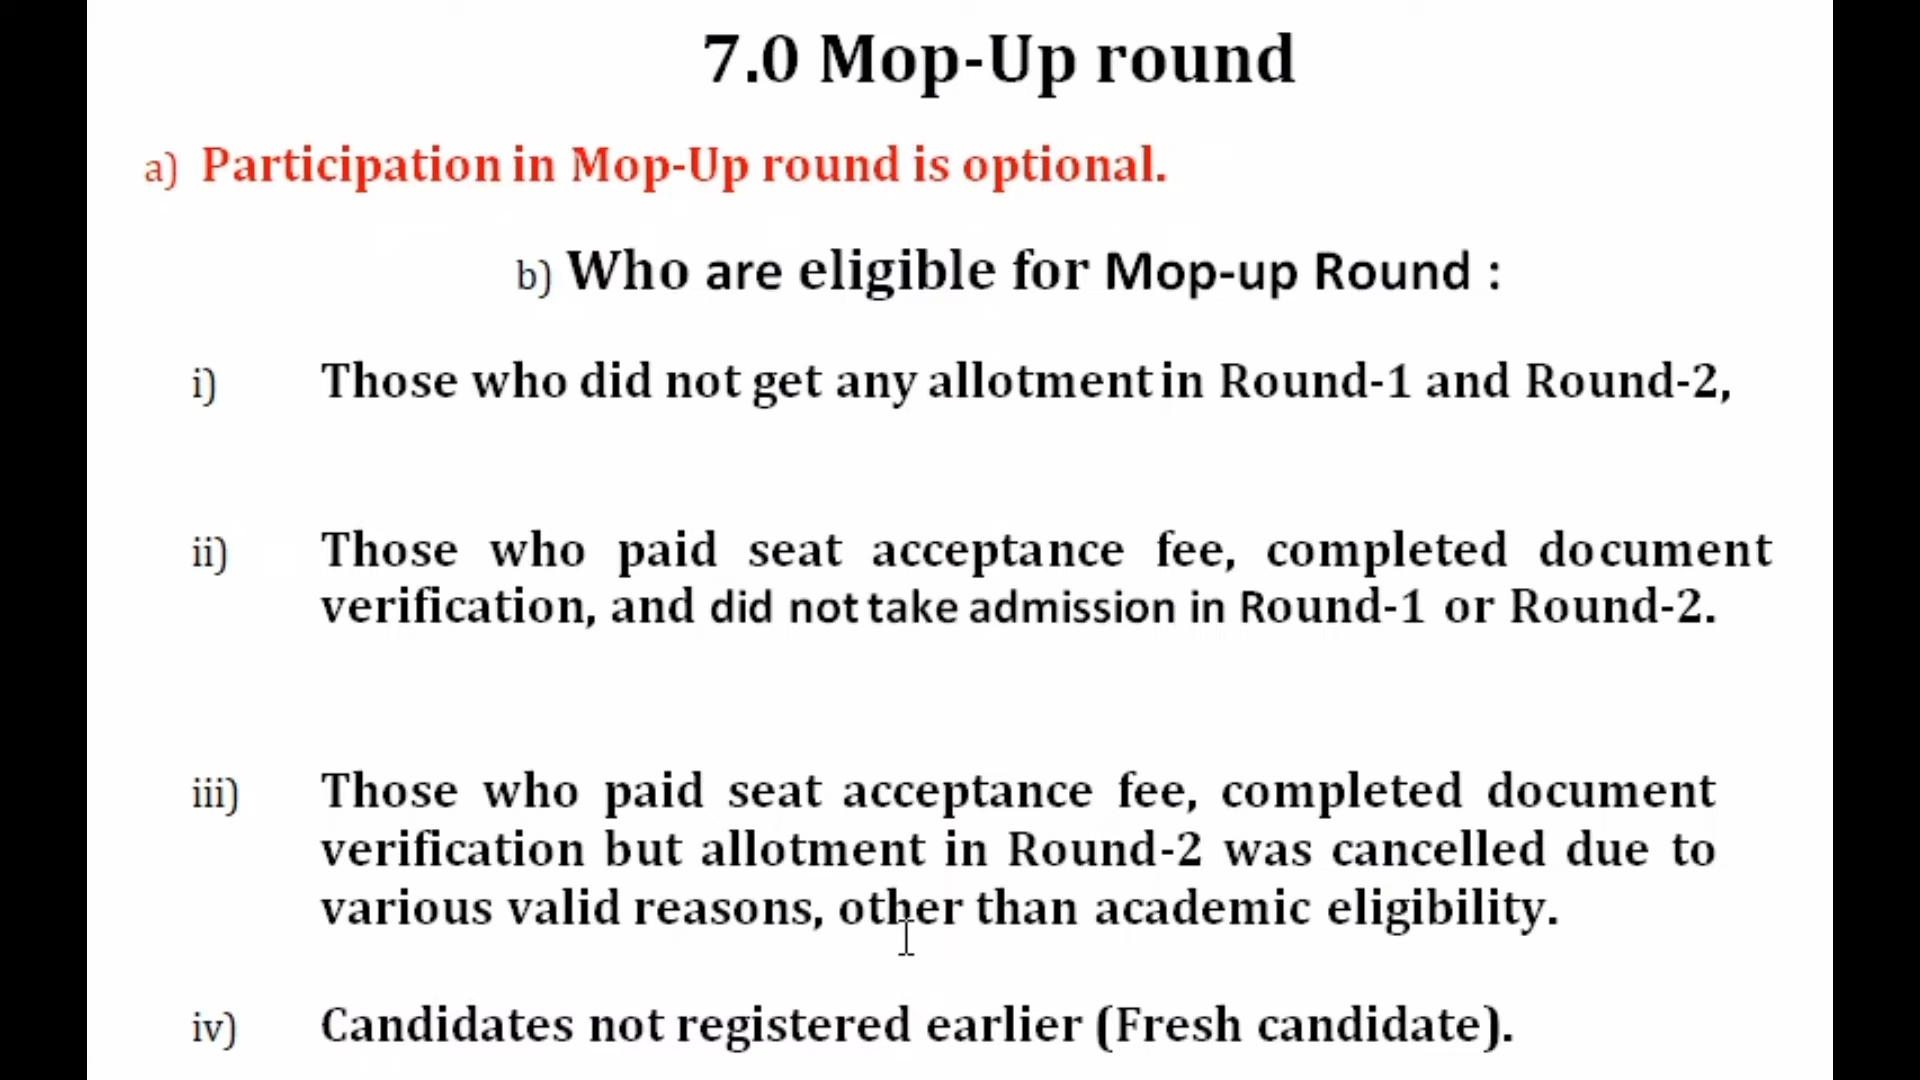 7.0 Mop-Up round
a) Participation in Mop-Up round is optional.
b) Who are eligible for Mop-up Round :
i) Those who did not get any allotment in Round-1 and Round-2,
ii) Those who paid seat acceptance fee, completed document
verification, and did not take admission in Round-1 or Round-2.
iii) Those who paid seat acceptance fee, completed document
verification but allotment in Round-2 was cancelled due to
various valid reasons, other than academic eligibility.
iv) Candidates not registered earlier (Fresh candidate).